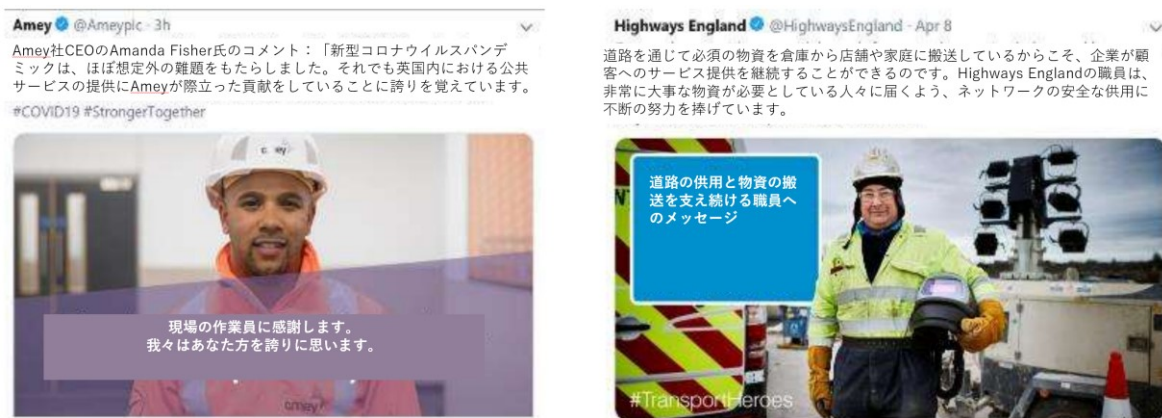 Amey @Ameyplc · 3h
Amey社CEOのAmanda Fisher氏のコメント：「新型コロナウイルスパンデ
ミックは、ほぼ想定外の難題をもたらしました。それでも英国内における公共
サービスの提供にAmeyが際立った貢献をしていることに誇りを覚えています。
#COVID19 #StrongerTogether
amey
現場の作業員に感謝します。
我々はあなた方を誇りに思います。
amey
Highways England @HighwaysEngland · Apr 8
道路を通じて必須の物資を倉庫から店舗や家庭に搬送しているからこそ、企業が顧
客へのサービス提供を継続することができるのです。Highways Englandの職員は、
非常に大事な物資が必要としている人々に届くよう、ネットワークの安全な供用に
不断の努力を捧げています。
道路の供用と物資の搬
送を支え続ける職員へ
のメッセージ
#TransportHeroes